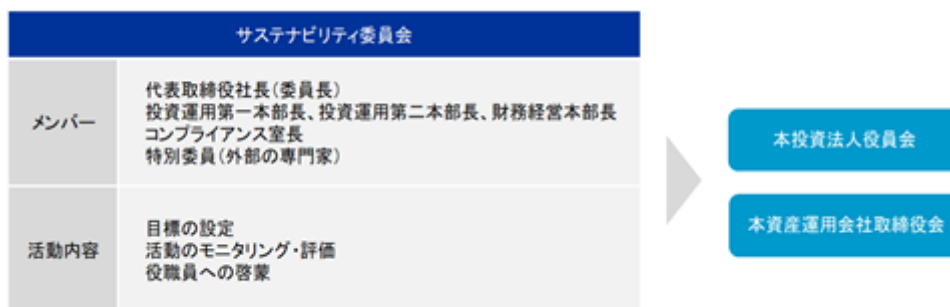 サステナビリティ委員会
メンバー
代表取締役社長(委員長)
投資運用第一本部長、投資運用第二本部長、財務経営本部長
コンプライアンス室長
特別委員(外部の専門家)
活動内容
目標の設定
活動のモニタリング・評価
役職員への啓蒙
本投資法人役員会
本資産運用会社取締役会